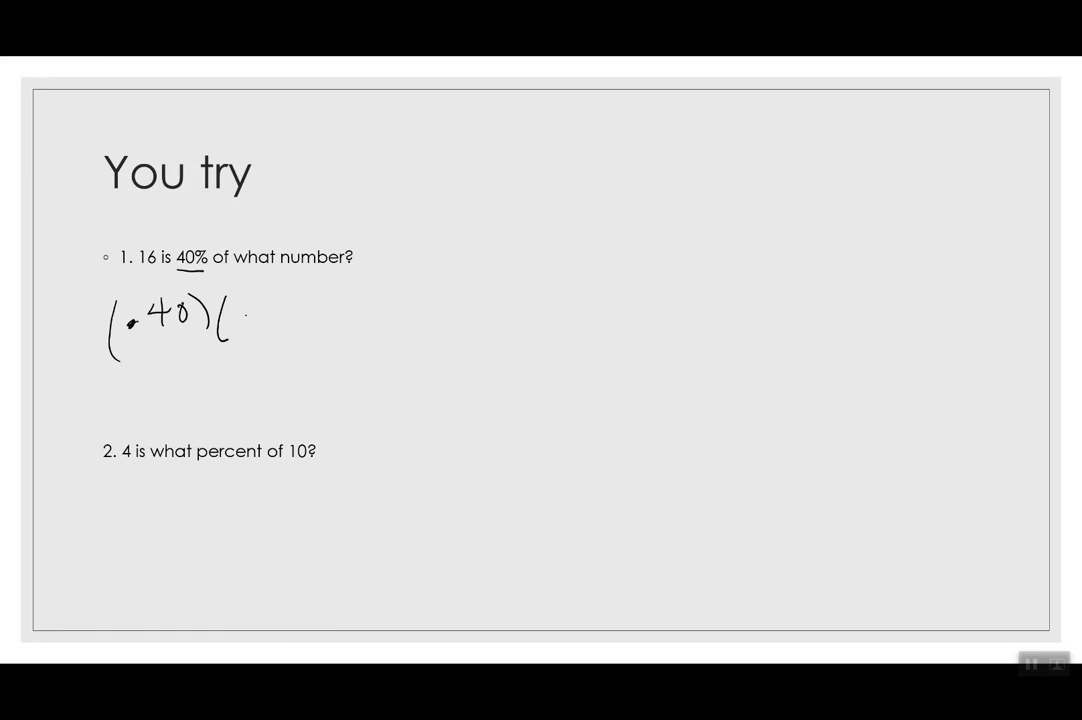 You try
◦ 1. 16 is 40% of what number?
(.40)(
2. 4 is what percent of 10?